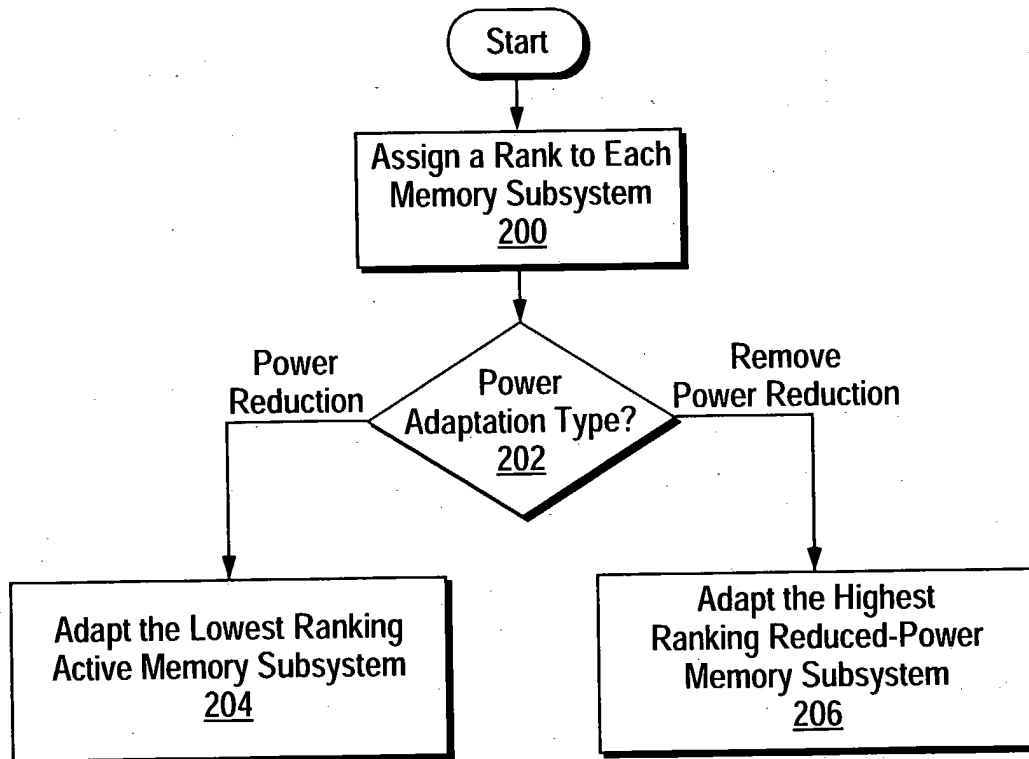 Start
Assign a Rank to Each
Memory Subsystem
200
Power
Reduction
Power
Adaptation Type?
202
Remove
Power Reduction
Adapt the Lowest Ranking
Active Memory Subsystem
204
Adapt the Highest
Ranking Reduced-Power
Memory Subsystem
206